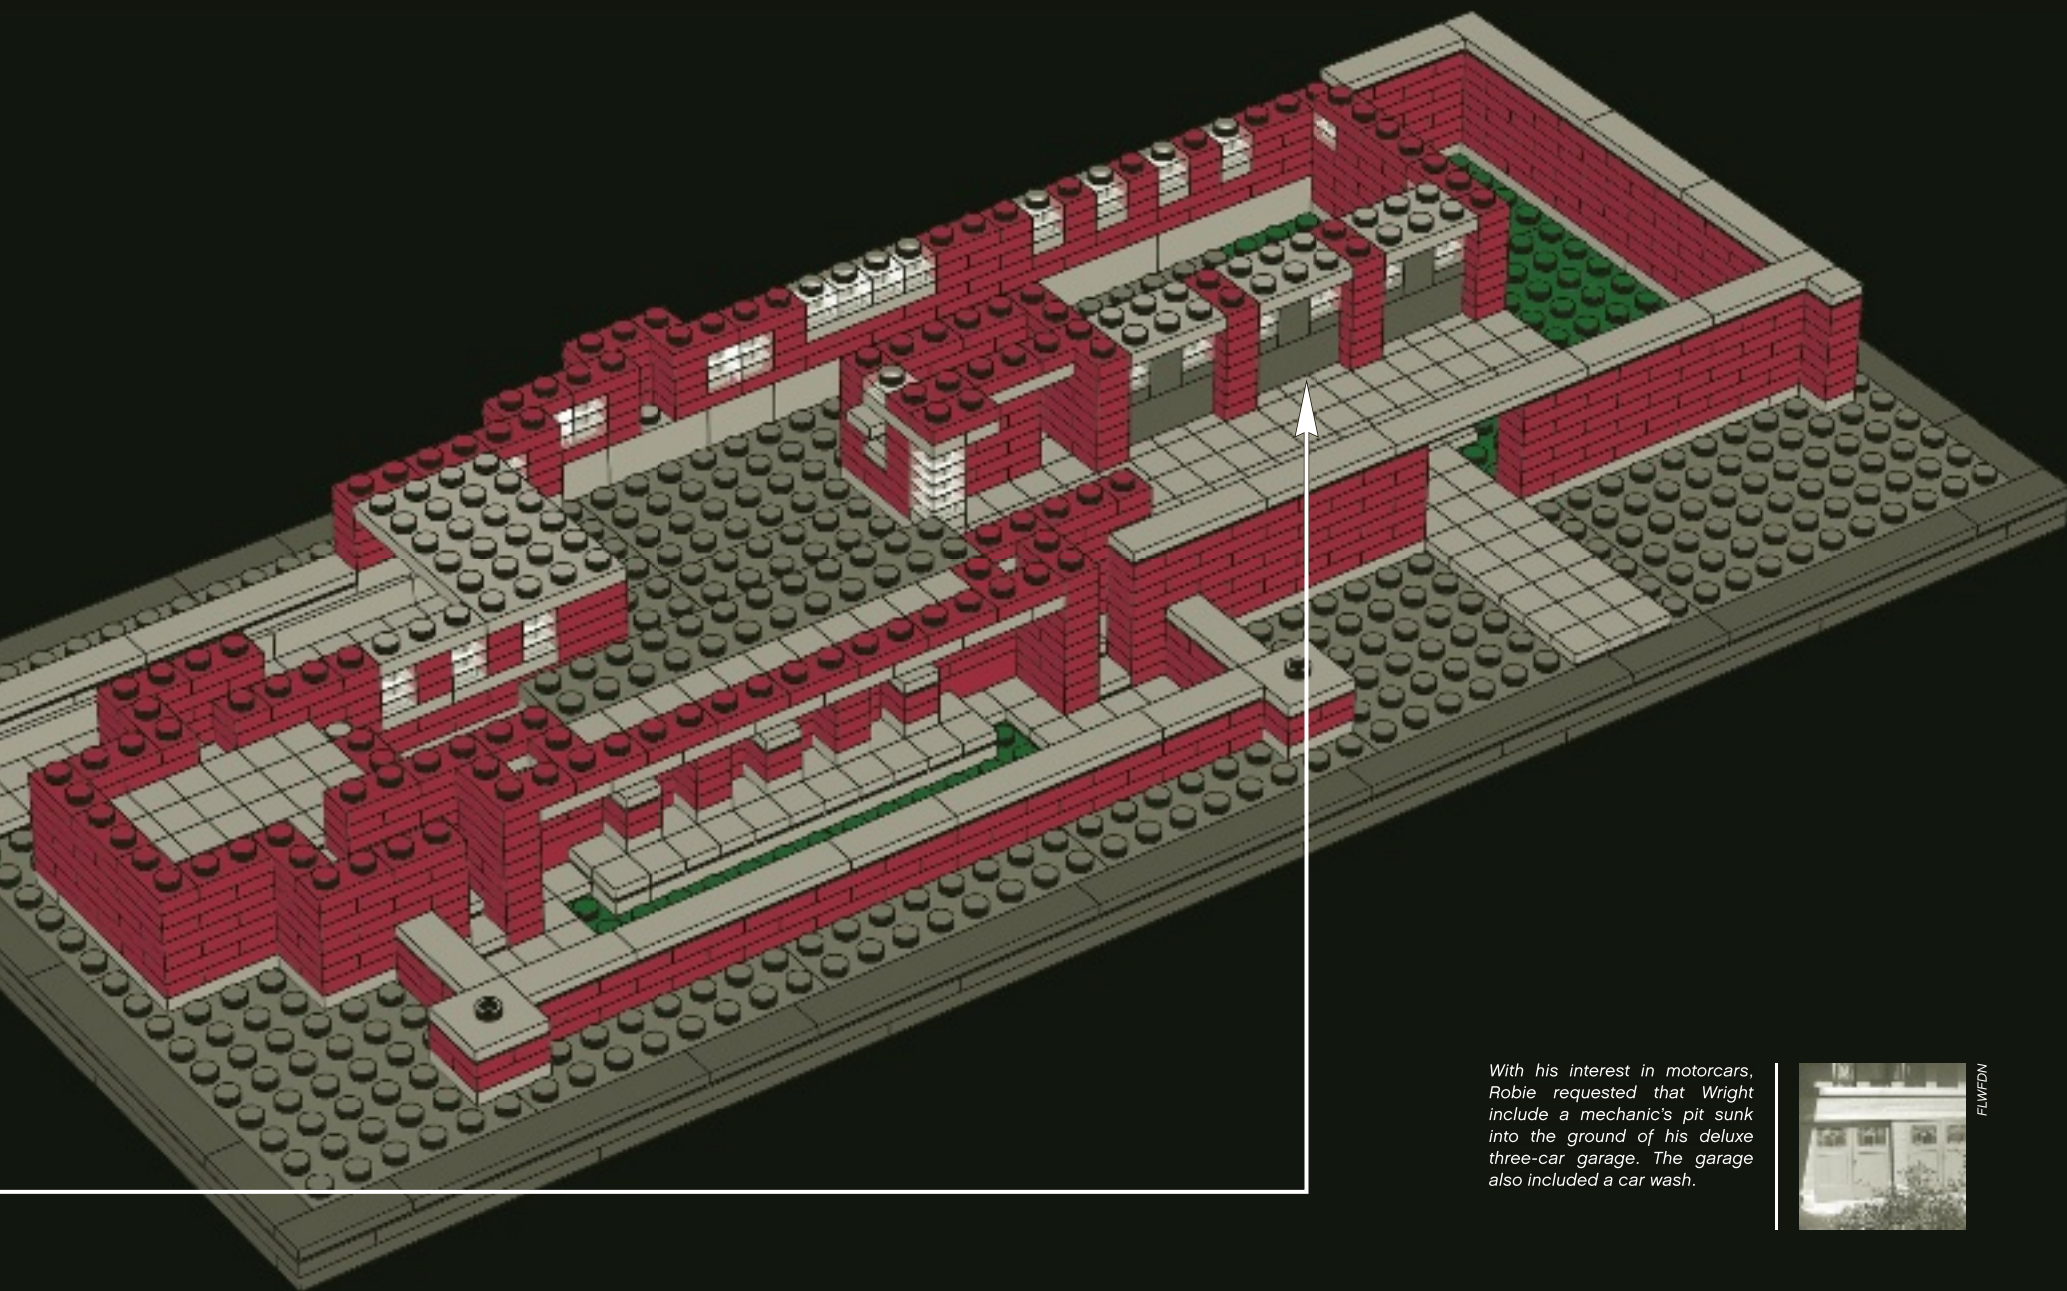 With his interest in motorcars,
Robie requested that Wright
include a mechanic's pit sunk
into the ground of his deluxe
three-car garage. The garage
also included a car wash.
FLWFDN